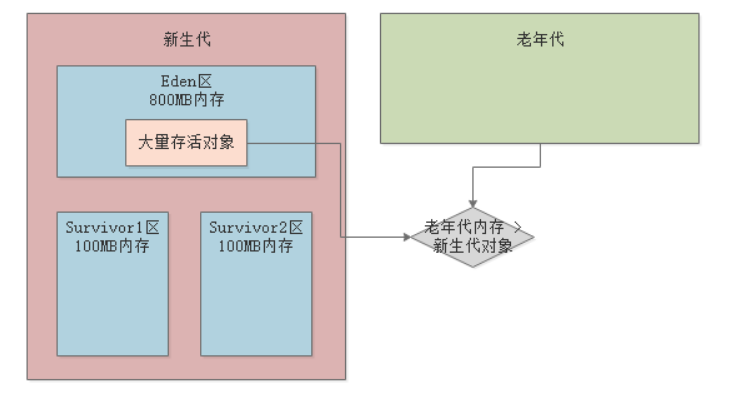 新生代
Eden区
800MB内存
大量存活对象
Survivor1区
100MB内存
Survivor2区
100MB内存
老年代
老年代内存 >
新生代对象